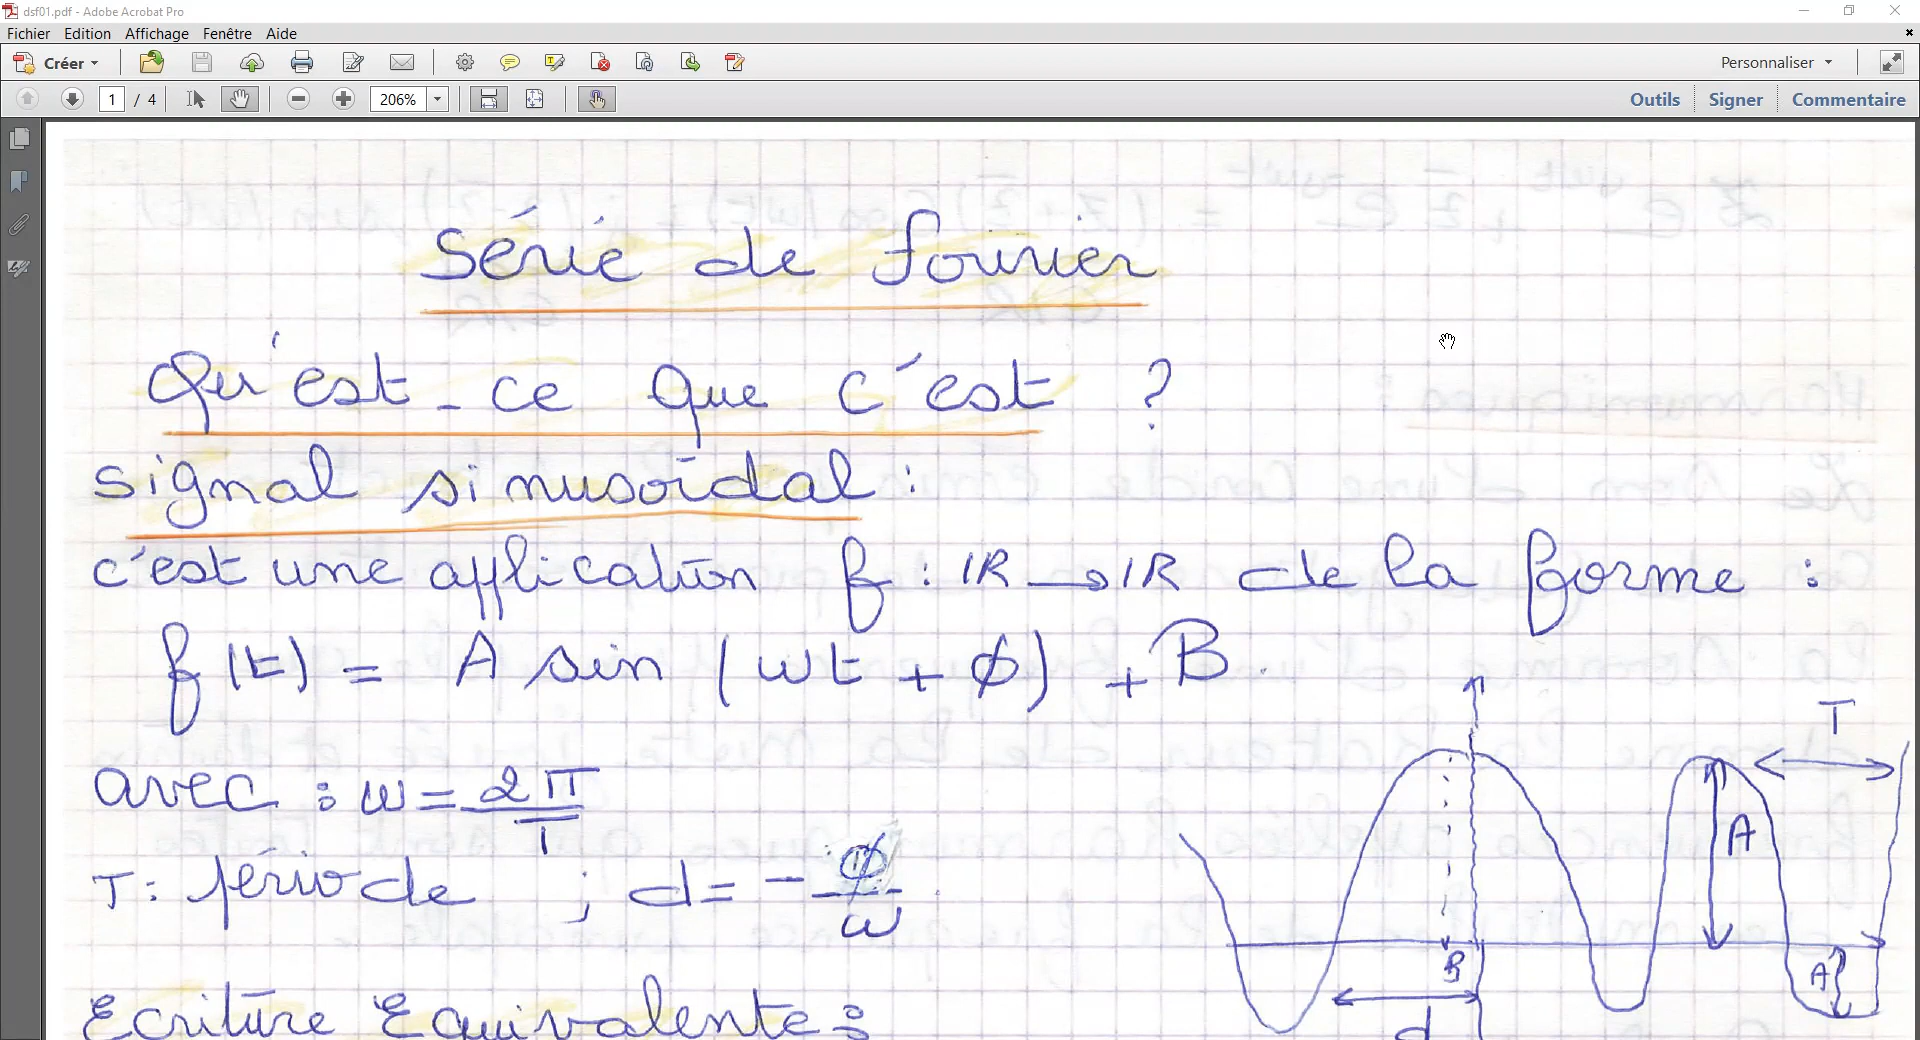 dsf01.pdf - Adobe Acrobat Pro
Fichier Edition Affichage Fenêtre Aide
Créer
Personnaliser
1 / 4
206%
Outils Signer Commentaire
Série de fourier
Qu'est-ce que c'est ?
signal sinusoïdal :
c'est une application f : IR → IR de la forme :
f(t) = A sin (wt + ϕ) + B.
avec : w = 2π/T
T : période ; d = - ϕ/w
T
A
B
A
d
Ecriture Equivalente :